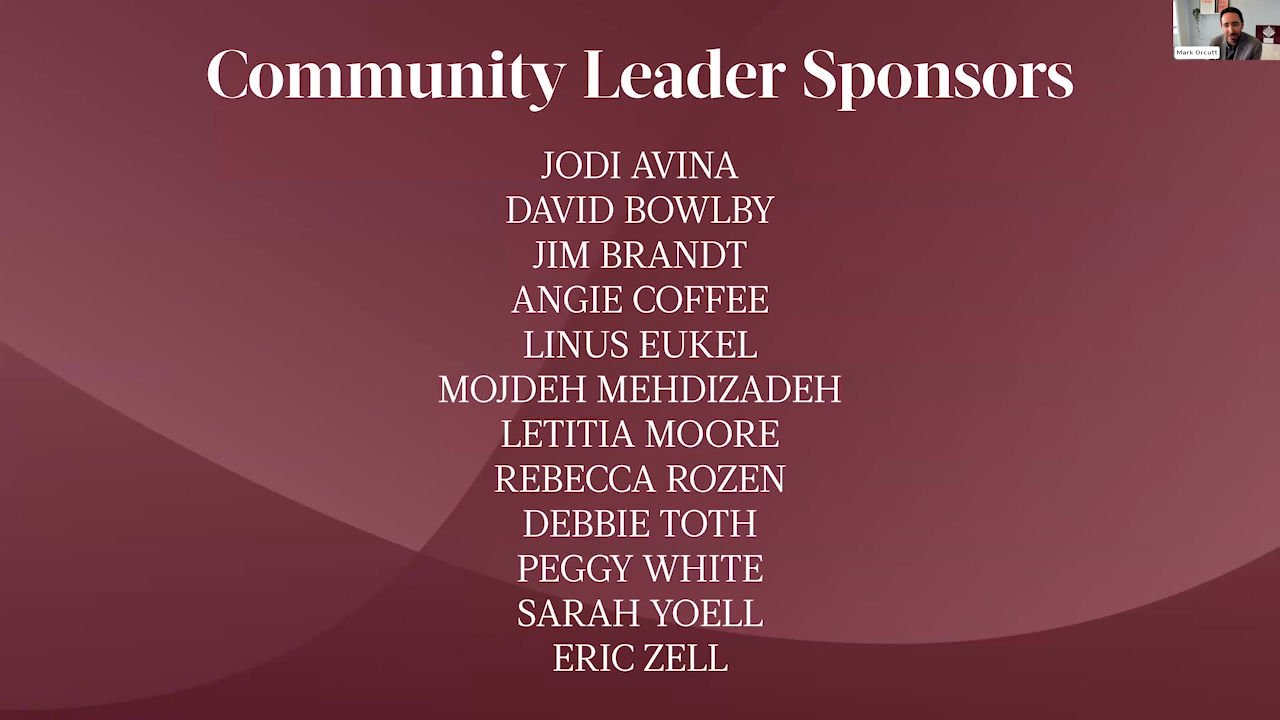 Community Leader Sponsors
Mark Orcutt
JODI AVINA
DAVID BOWLBY
JIM BRANDT
ANGIE COFFEE
LINUS EUKEL
MOJDEH MEHDIZADEH
LETITIA MOORE
REBECCA ROZEN
DEBBIE TOTH
PEGGY WHITE
SARAH YOELL
ERIC ZELL